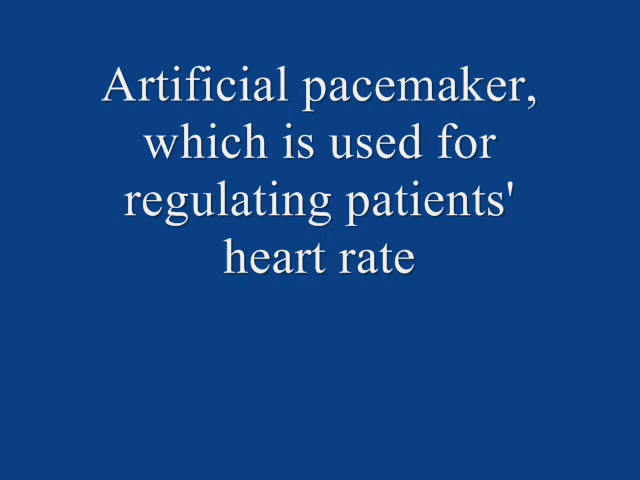 Artificial pacemaker,
which is used for
regulating patients'
heart rate